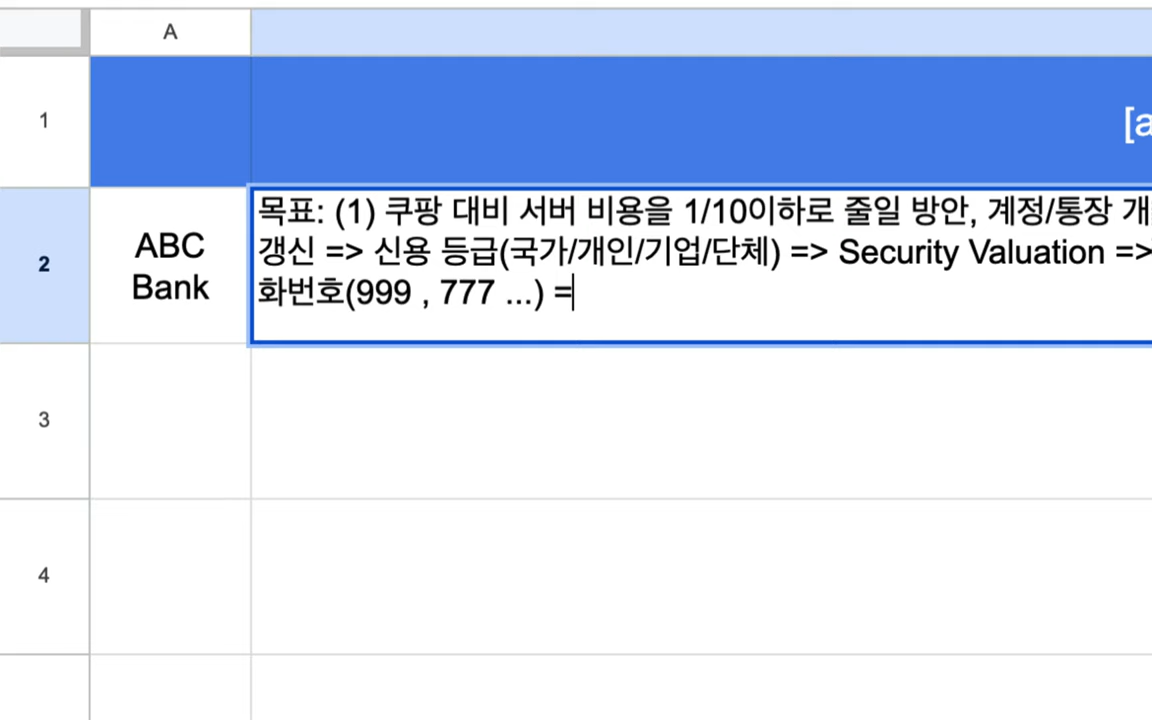 A
1
[a
2
ABC
Bank
목표: (1) 쿠팡 대비 서버 비용을 1/10이하로 줄일 방안, 계정/통장
갱신 => 신용 등급(국가/개인/기업/단체) => Security Valuation =>
화번호(999 , 777 ...) =
3
4